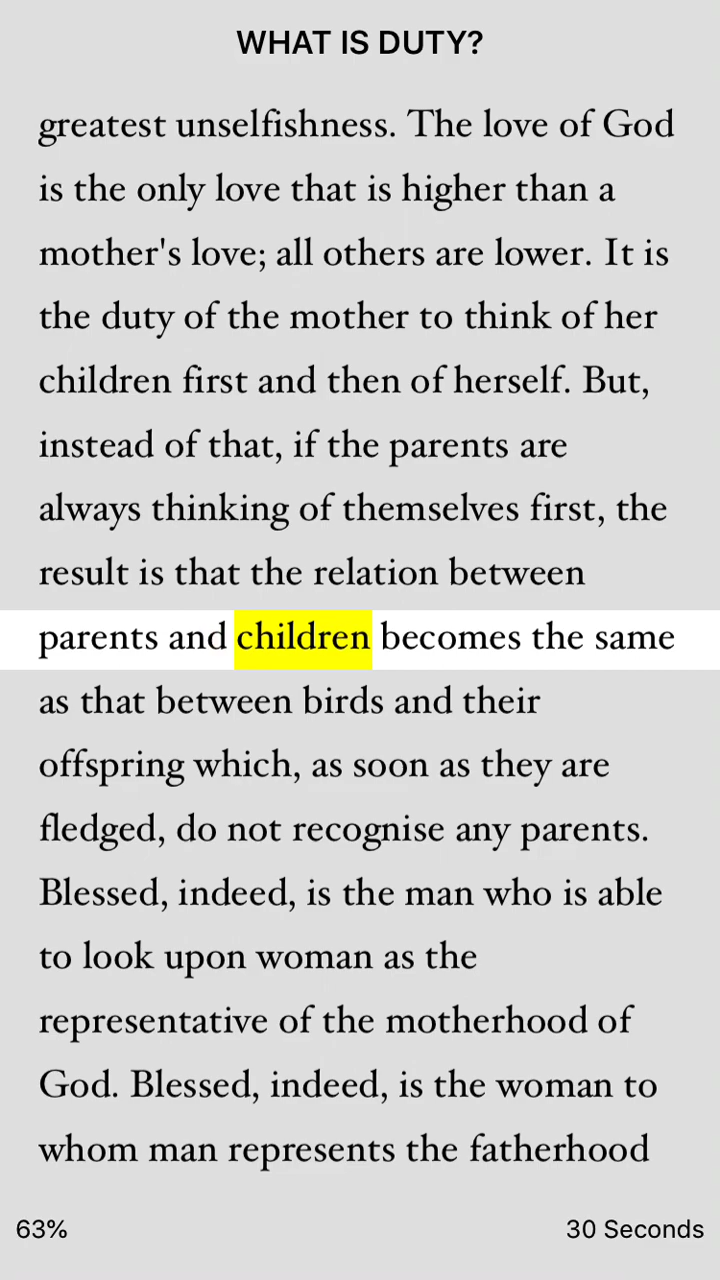 WHAT IS DUTY?
greatest unselfishness. The love of God
is the only love that is higher than a
mother's love; all others are lower. It is
the duty of the mother to think of her
children first and then of herself. But,
instead of that, if the parents are
always thinking of themselves first, the
result is that the relation between
parents and children becomes the same
as that between birds and their
offspring which, as soon as they are
fledged, do not recognise any parents.
Blessed, indeed, is the man who is able
to look upon woman as the
representative of the motherhood of
God. Blessed, indeed, is the woman to
whom man represents the fatherhood
63%
30 Seconds